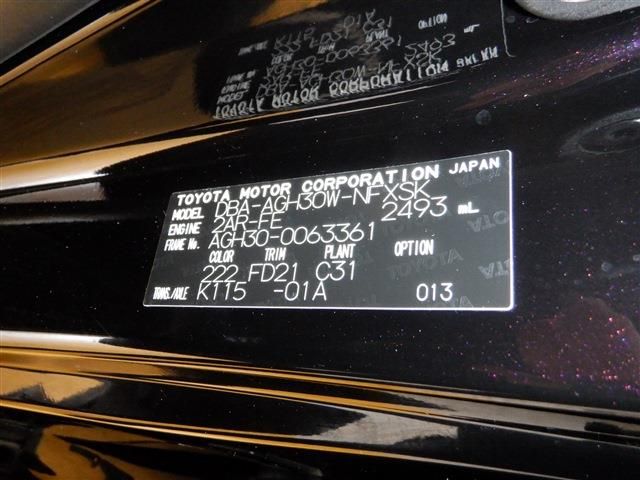 TOYOTA MOTOR CORPORATION JAPAN
MODEL DBA-AGH30W-NFXSK
ENGINE 2AR-FE 2493 mL
FRAME No. AGH30-0063361
COLOR TRIM PLANT OPTION
222 FD21 C31
TRANS./AXLE K115 -01A 013